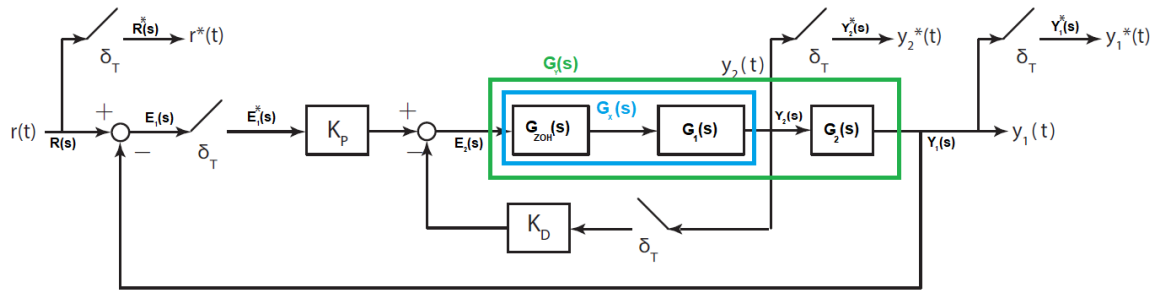 R*(s) r*(t)
δT
Y2*(s) y2*(t)
δT
Y1*(s) y1*(t)
δT
GY(s)
y2(t)
GX(s)
r(t) R(s) + − E1(s) δT E1*(s) KP + − E2(s) GZOH(s) G1(s) Y2(s) G2(s) Y1(s) y1(t)
KD δT